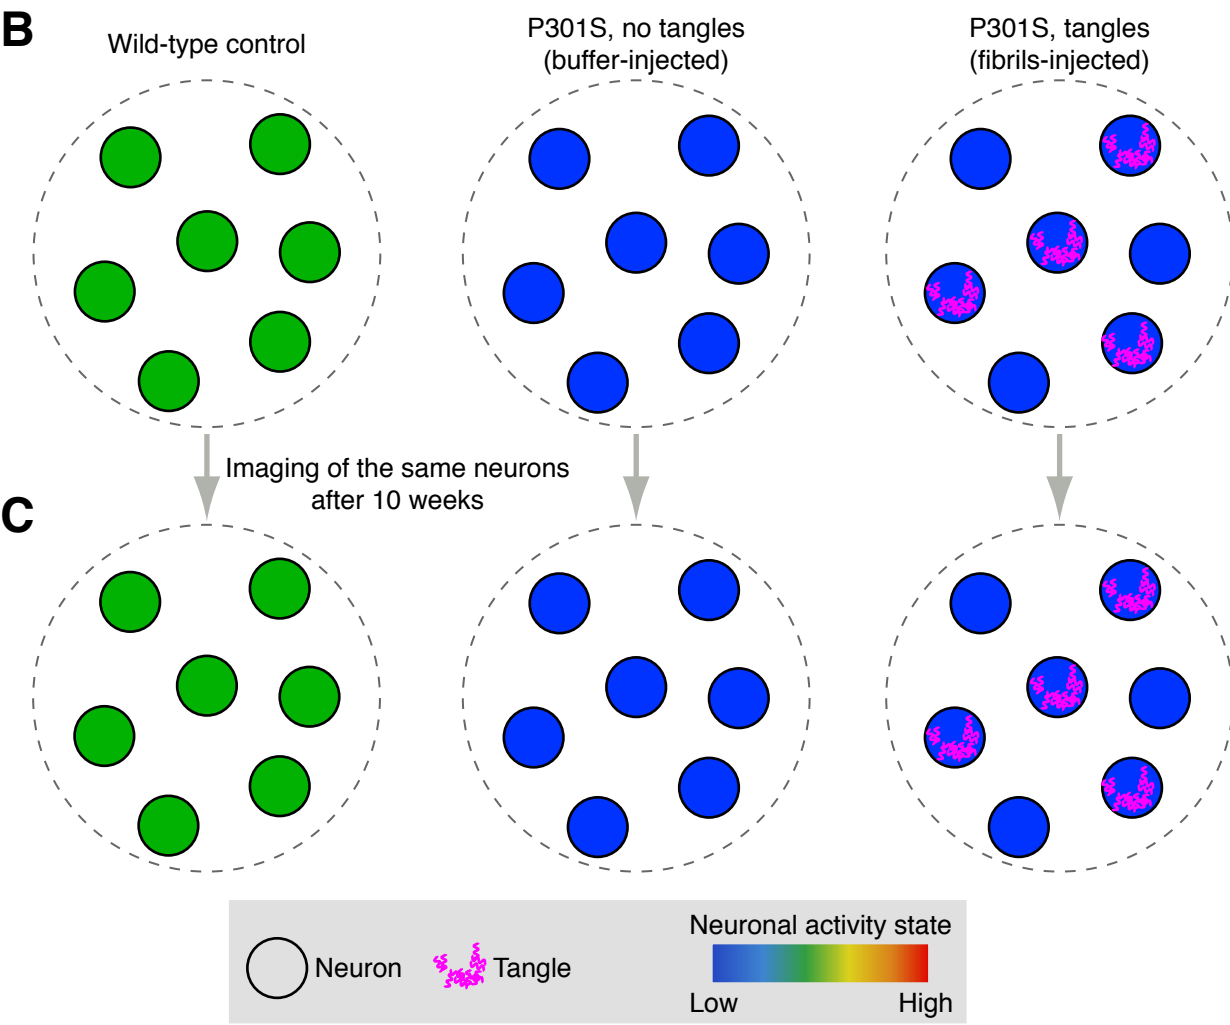 B
Wild-type control
P301S, no tangles
(buffer-injected)
P301S, tangles
(fibrils-injected)
Imaging of the same neurons
after 10 weeks
C
Neuron
Tangle
Neuronal activity state
Low
High